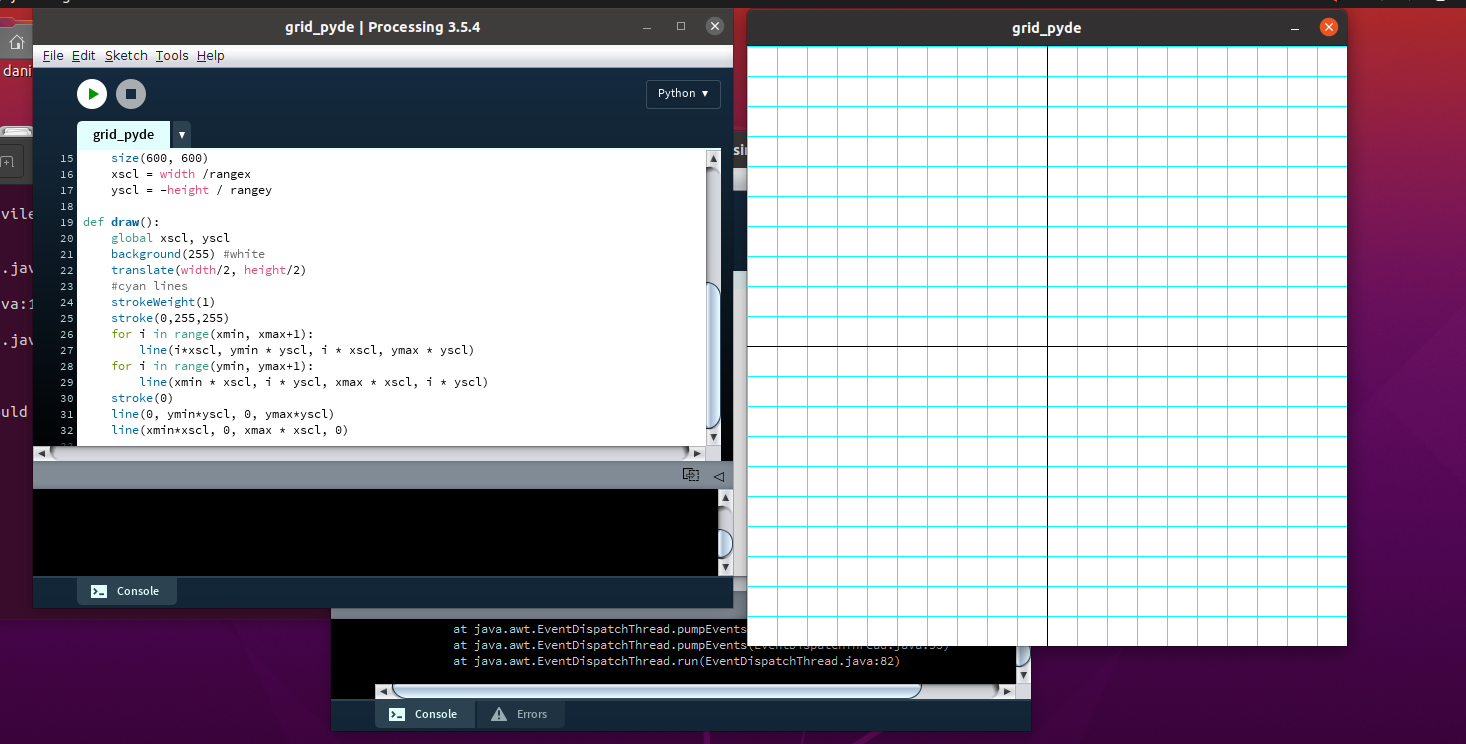 grid_pyde | Processing 3.5.4
File Edit Sketch Tools Help
dani
Python
grid_pyde
15 size(600, 600)
16 xscl = width /rangex
17 yscl = -height / rangey
18
19 def draw():
20 global xscl, yscl
21 background(255) #white
22 translate(width/2, height/2)
23 #cyan lines
24 strokeWeight(1)
25 stroke(0,255,255)
26 for i in range(xmin, xmax+1):
27 line(i*xscl, ymin * yscl, i * xscl, ymax * yscl)
28 for i in range(ymin, ymax+1):
29 line(xmin * xscl, i * yscl, xmax * xscl, i * yscl)
30 stroke(0)
31 line(0, ymin*yscl, 0, ymax*yscl)
32 line(xmin*xscl, 0, xmax * xscl, 0)
Console
vile
.jav
va:1
.jav
uld
grid_pyde
at java.awt.EventDispatchThread.pumpEvents
at java.awt.EventDispatchThread.pumpEvents(EventDispatchThread.java:93)
at java.awt.EventDispatchThread.run(EventDispatchThread.java:82)
Console Errors